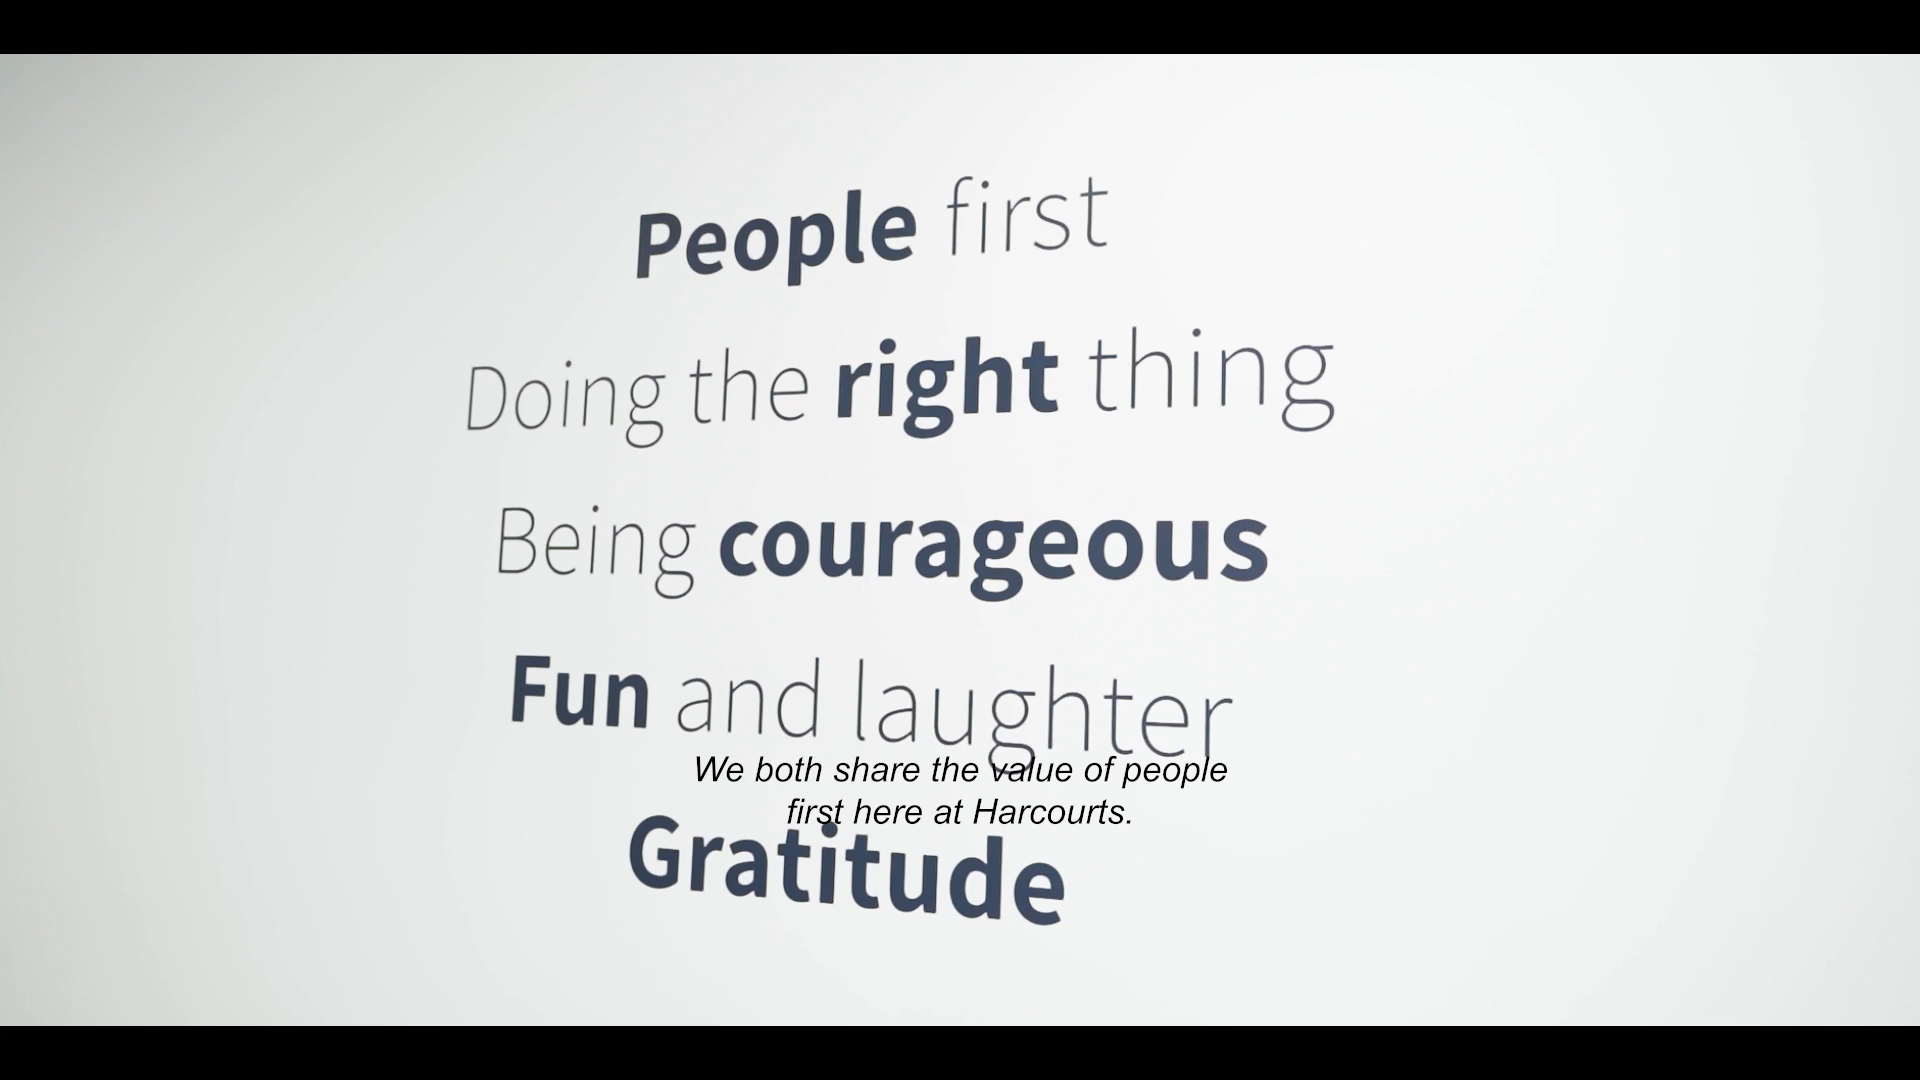 People first
Doing the right thing
Being courageous
Fun and laughter
We both share the value of people
first here at Harcourts.
Gratitude